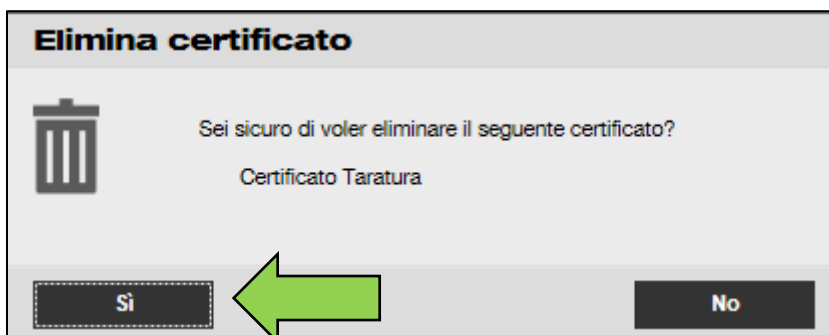 Elimina certificato
Sei sicuro di voler eliminare il seguente certificato?
Certificato Taratura
Sì
No